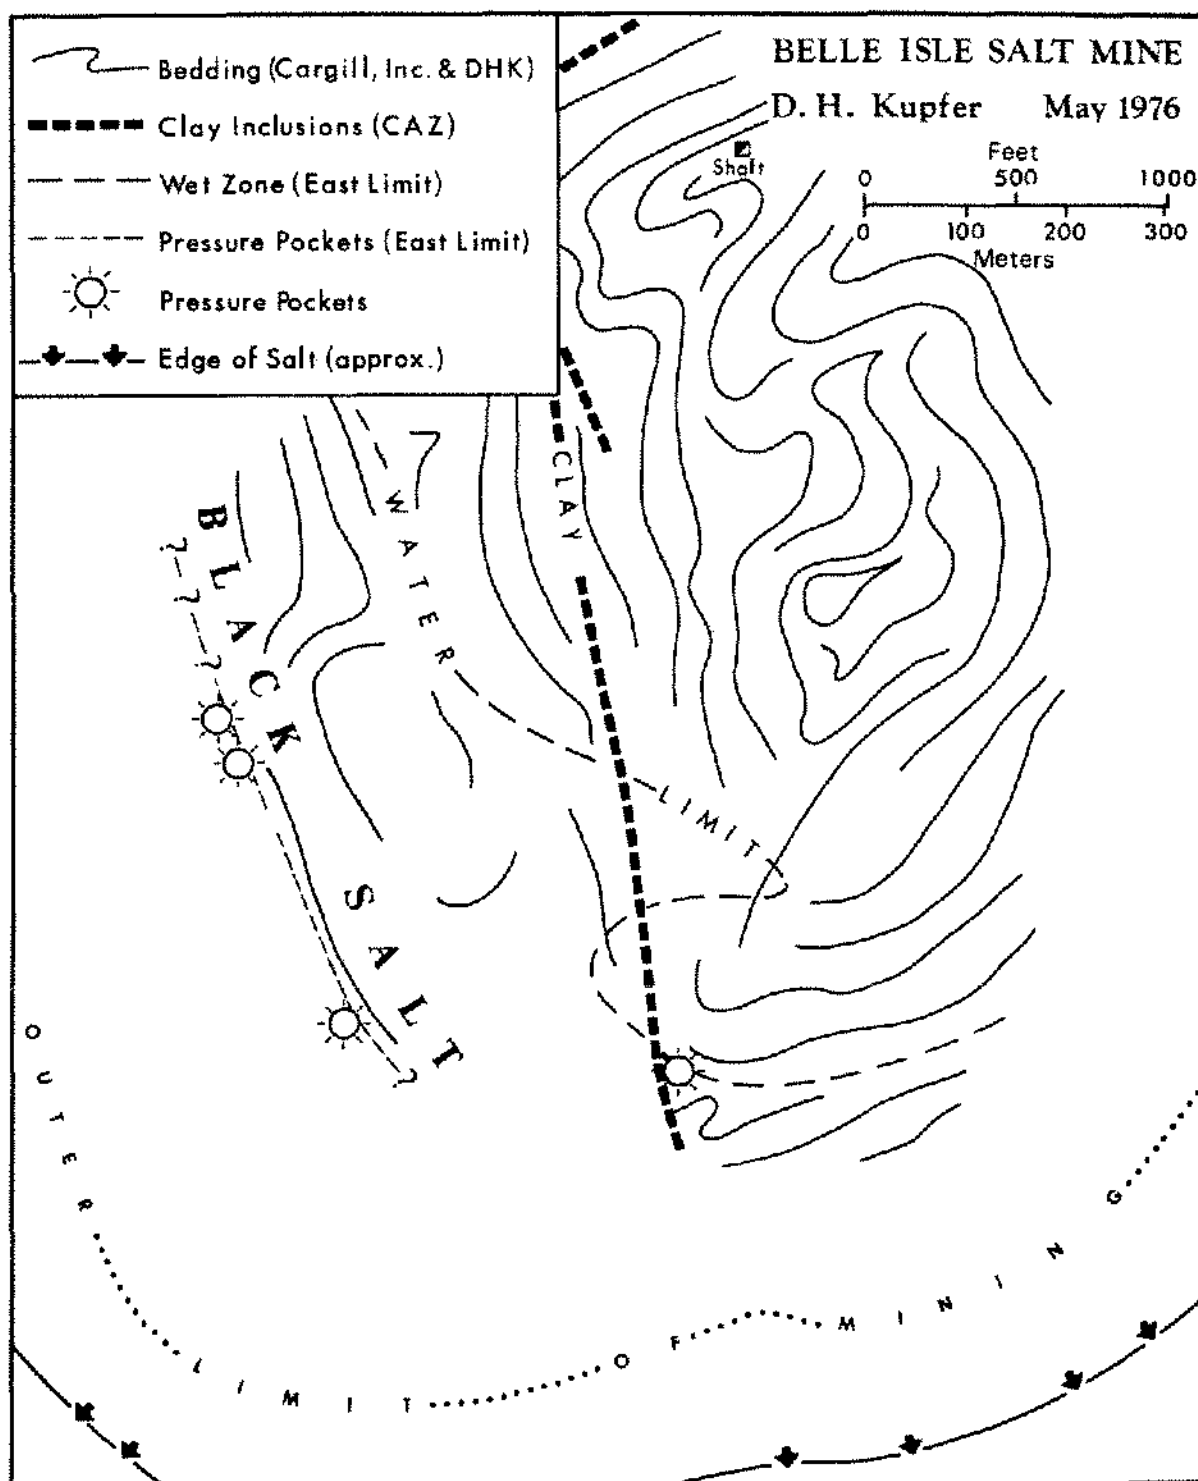 Bedding (Cargill, Inc. & DHK)
Clay Inclusions (CAZ)
Wet Zone (East Limit)
Pressure Pockets (East Limit)
Pressure Pockets
Edge of Salt (approx.)
BELLE ISLE SALT MINE
D. H. Kupfer May 1976
Shaft
Feet
0 500 1000
0 100 200 300
Meters
CLAY
WATER
LIMIT
BLACK
SALT
?
?
?
?
OUTER
LIMIT
OF
MINING